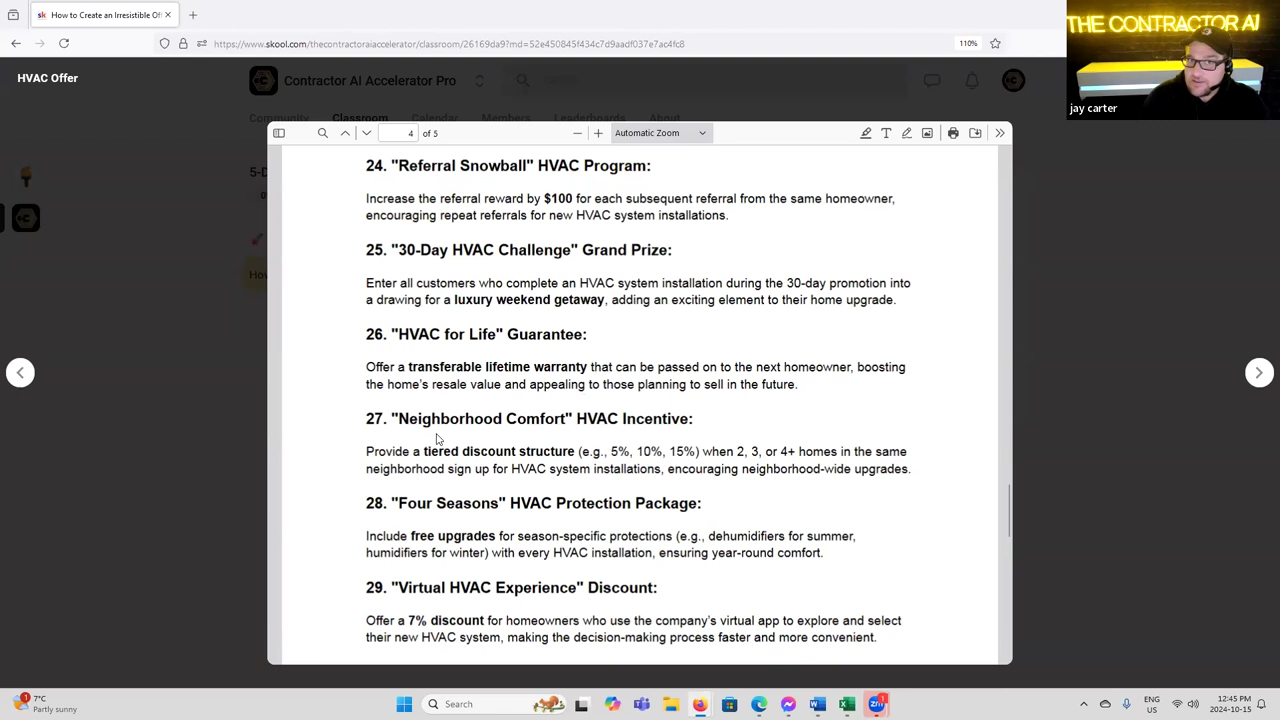 How to Create an Irresistible Of
https://www.skool.com/thecontractoraiaccelerator/classroom/26169da9?md=52e450845f434c7d9aadf037e7ac4fc8
110%
THE CONTRACTOR AI
jay carter
HVAC Offer
Contractor AI Accelerator Pro
Community
Classroom
Calendar
Members
Leaderboards
About
4 of 5
Automatic Zoom
5-D
How
24. "Referral Snowball" HVAC Program:
Increase the referral reward by $100 for each subsequent referral from the same homeowner,
encouraging repeat referrals for new HVAC system installations.
25. "30-Day HVAC Challenge" Grand Prize:
Enter all customers who complete an HVAC system installation during the 30-day promotion into
a drawing for a luxury weekend getaway, adding an exciting element to their home upgrade.
26. "HVAC for Life" Guarantee:
Offer a transferable lifetime warranty that can be passed on to the next homeowner, boosting
the home's resale value and appealing to those planning to sell in the future.
27. "Neighborhood Comfort" HVAC Incentive:
Provide a tiered discount structure (e.g., 5%, 10%, 15%) when 2, 3, or 4+ homes in the same
neighborhood sign up for HVAC system installations, encouraging neighborhood-wide upgrades.
28. "Four Seasons" HVAC Protection Package:
Include free upgrades for season-specific protections (e.g., dehumidifiers for summer,
humidifiers for winter) with every HVAC installation, ensuring year-round comfort.
29. "Virtual HVAC Experience" Discount:
Offer a 7% discount for homeowners who use the company's virtual app to explore and select
their new HVAC system, making the decision-making process faster and more convenient.
1
7°C
Partly sunny
Search
ENG
US
12:45 PM
2024-10-15